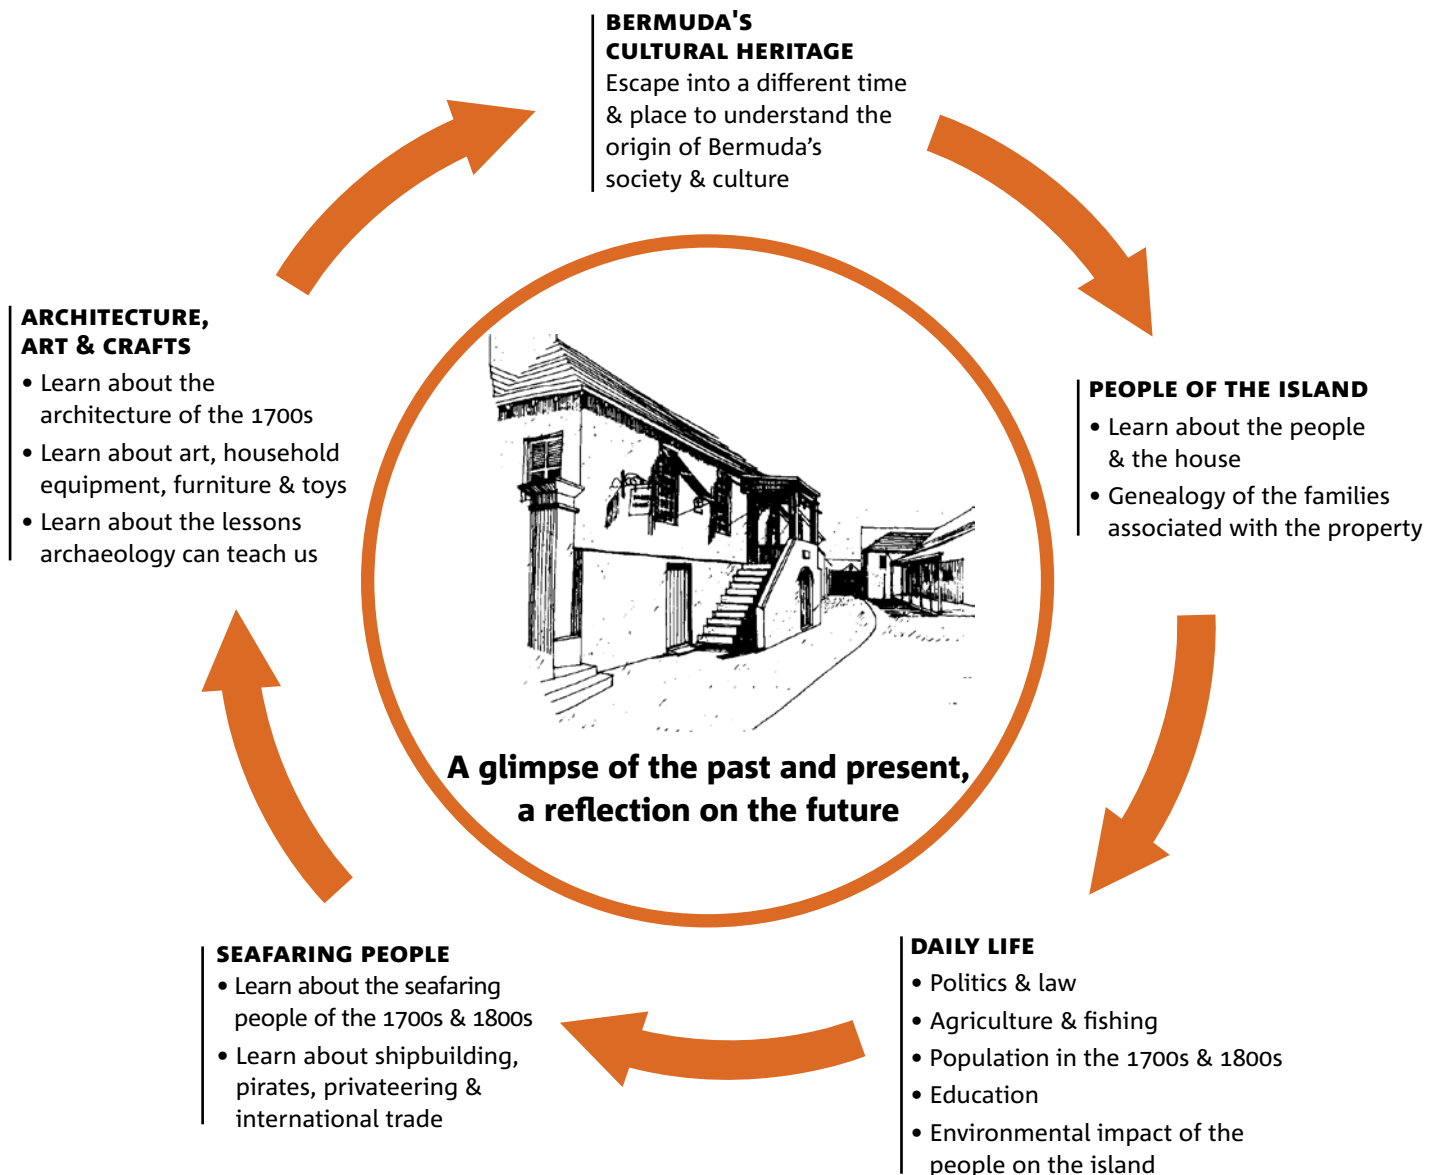 BERMUDA'S
CULTURAL HERITAGE
Escape into a different time
& place to understand the
origin of Bermuda’s
society & culture
PEOPLE OF THE ISLAND
• Learn about the people
& the house
• Genealogy of the families
associated with the property
DAILY LIFE
• Politics & law
• Agriculture & fishing
• Population in the 1700s & 1800s
• Education
• Environmental impact of the
people on the island
SEAFARING PEOPLE
• Learn about the seafaring
people of the 1700s & 1800s
• Learn about shipbuilding,
pirates, privateering &
international trade
ARCHITECTURE,
ART & CRAFTS
• Learn about the
architecture of the 1700s
• Learn about art, household
equipment, furniture & toys
• Learn about the lessons
archaeology can teach us
A glimpse of the past and present,
a reflection on the future